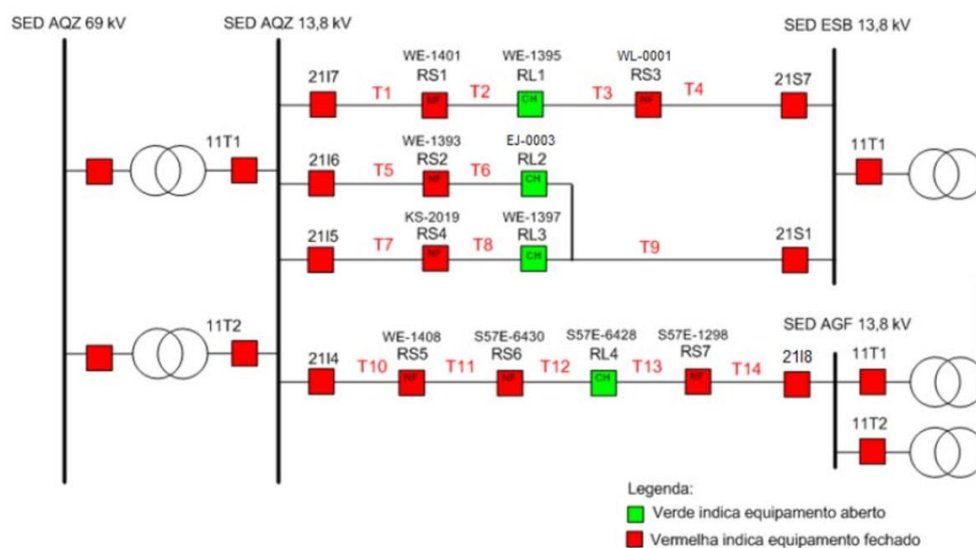 SED AQZ 69 kV
SED AQZ 13,8 kV
SED ESB 13,8 kV
WE-1401
WE-1395
WL-0001
21I7
T1
RS1
T2
RL1
T3
RS3
T4
21S7
NF
CH
NF
11T1
WE-1393
EJ-0003
11T1
21I6
T5
RS2
T6
RL2
NF
CH
KS-2019
WE-1397
21I5
T7
RS4
T8
RL3
T9
21S1
NF
CH
11T2
SED AGF 13,8 kV
WE-1408
S57E-6430
S57E-6428
S57E-1298
21I4
T10
RS5
T11
RS6
T12
RL4
T13
RS7
T14
21I8
11T1
NF
NF
CH
NF
11T2
Legenda:
Verde indica equipamento aberto
Vermelha indica equipamento fechado